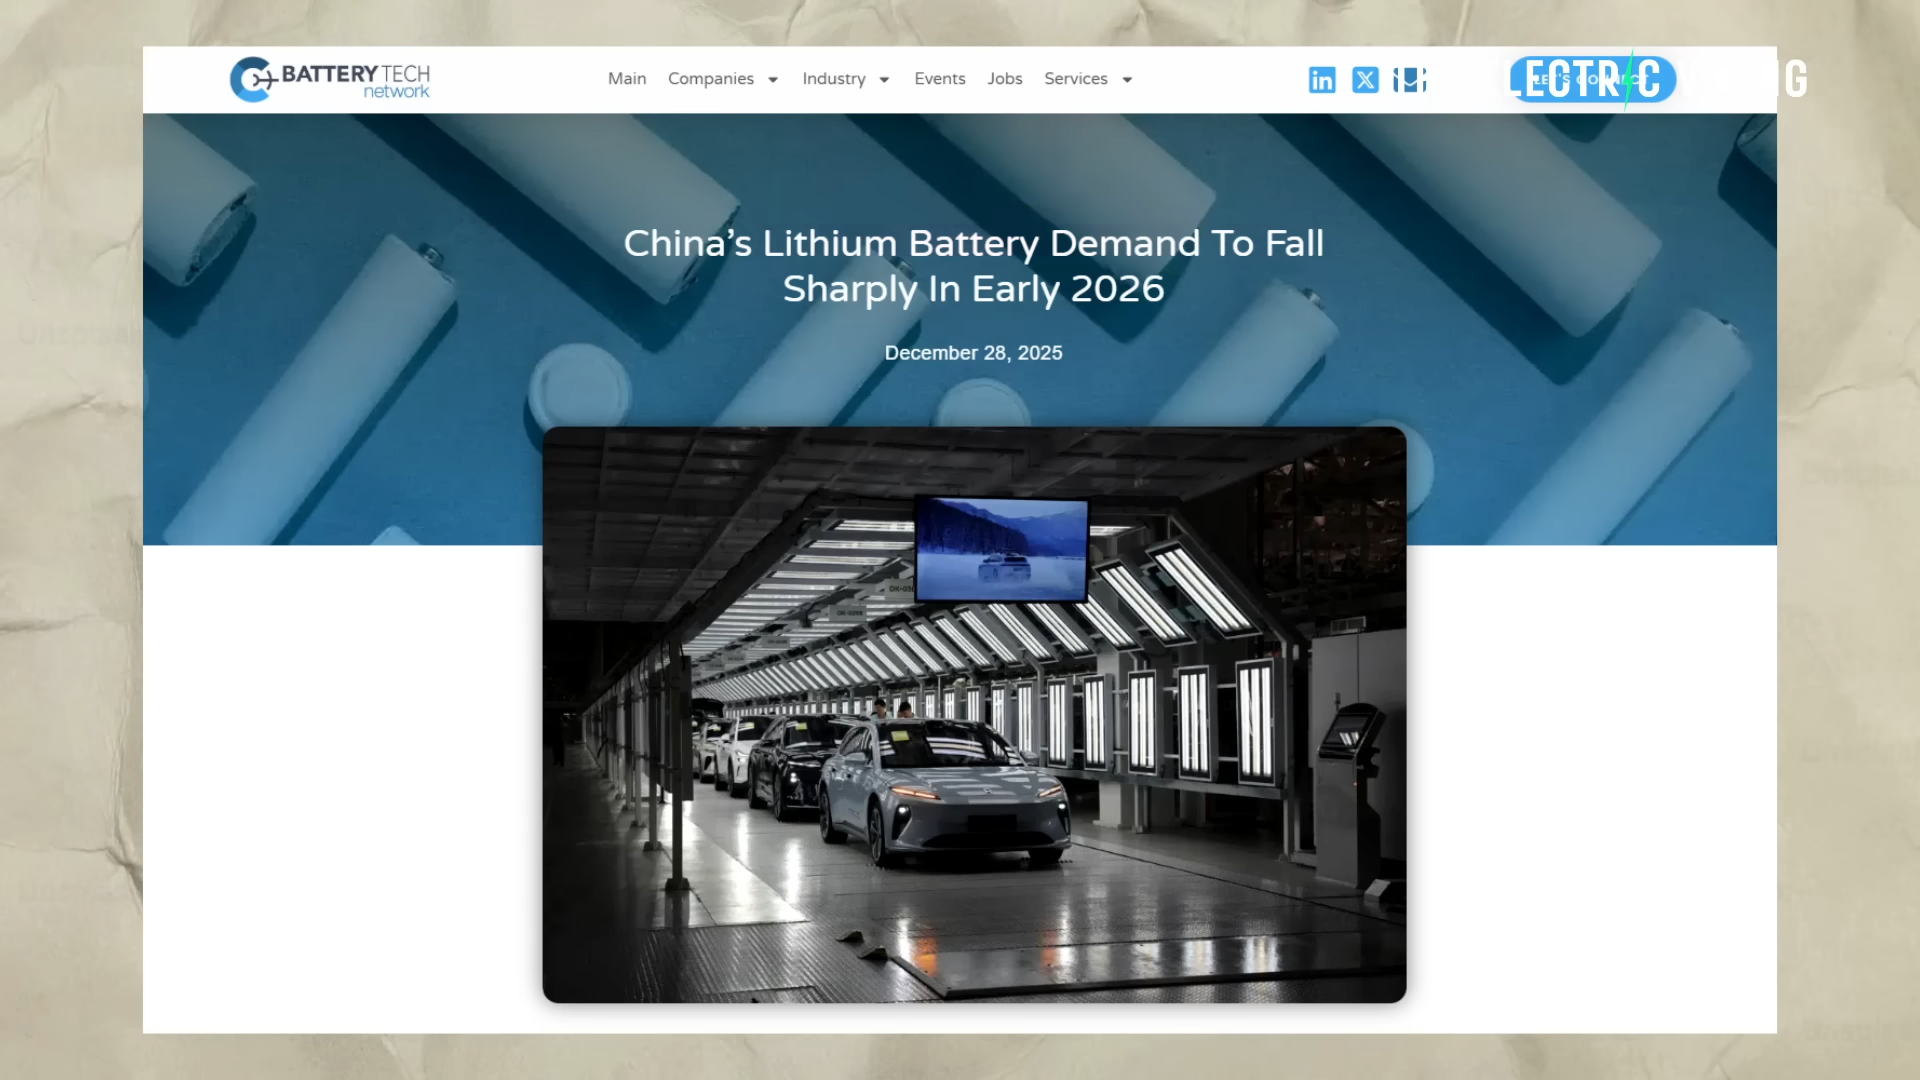 BATTERY TECH
network
Main
Companies
Industry
Events
Jobs
Services
China's Lithium Battery Demand To Fall
Sharply In Early 2026
December 28, 2025